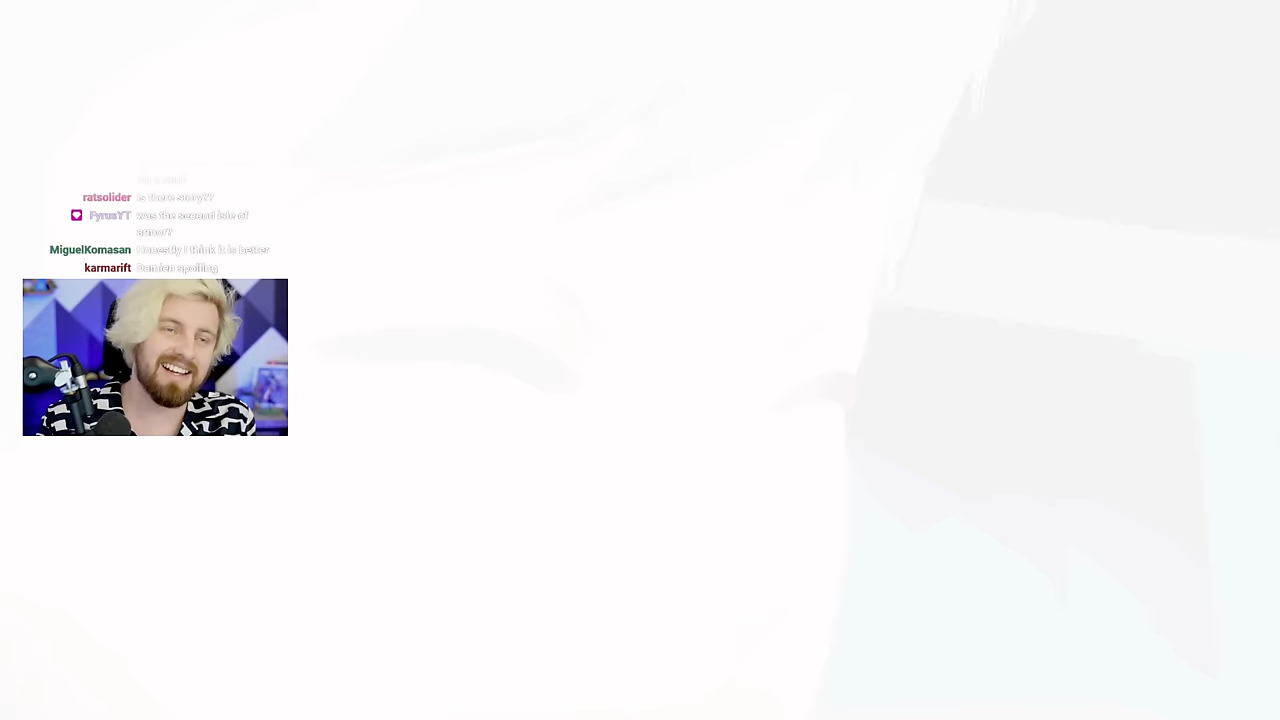 ratsolider is there story??
FyrusYT was the second isle of
armor?
MiguelKomasan Honestly I think it is better
karmarift Damien spoiling